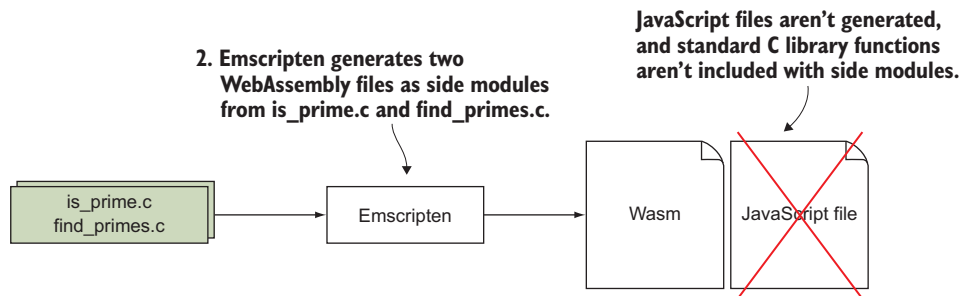 JavaScript files aren’t generated,
and standard C library functions
aren’t included with side modules.
2. Emscripten generates two
WebAssembly files as side modules
from is_prime.c and find_primes.c.
is_prime.c
find_primes.c
Emscripten
Wasm
JavaScript file